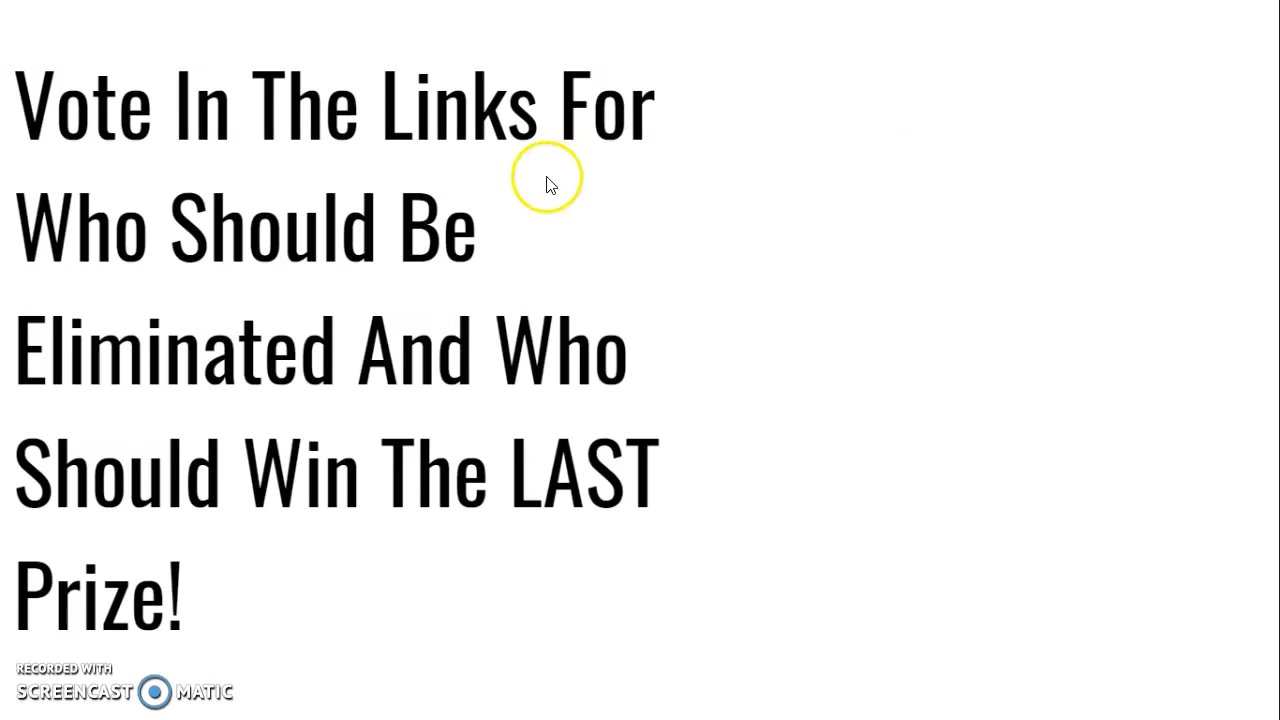 Vote In The Links For
Who Should Be
Eliminated And Who
Should Win The LAST
Prize!
RECORDED WITH
SCREENCAST MATIC